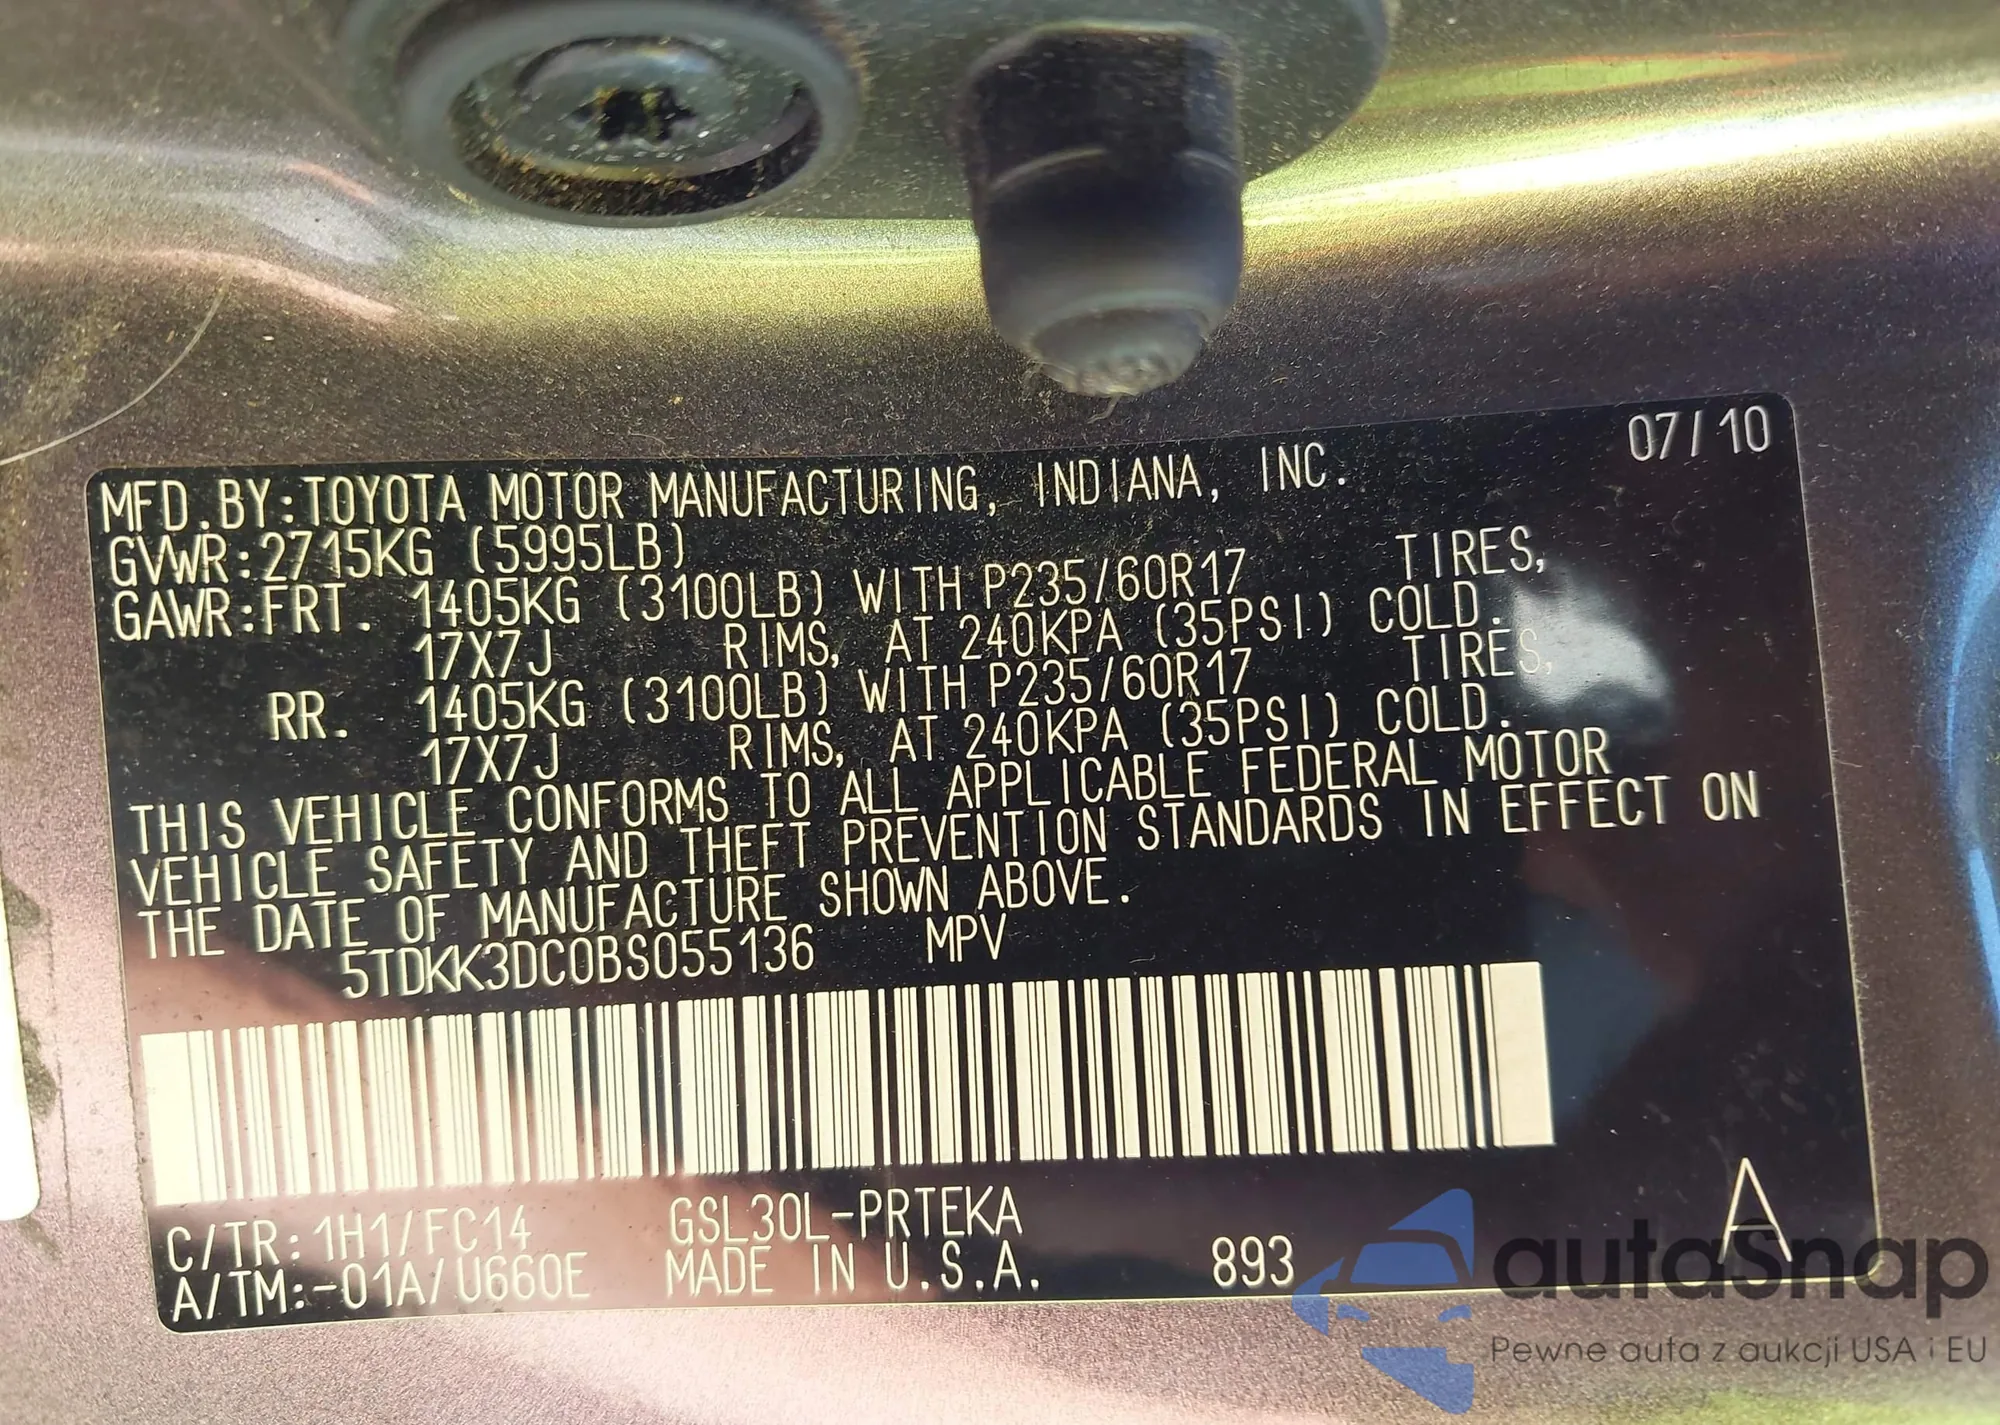 07/10
MFD.BY:TOYOTA MOTOR MANUFACTURING, INDIANA, INC.
GVWR:2715KG (5995LB)
GAWR:FRT. 1405KG (3100LB) WITH P235/60R17 TIRES,
17X7J RIMS, AT 240KPA (35PSI) COLD.
RR. 1405KG (3100LB) WITH P235/60R17 TIRES,
17X7J RIMS, AT 240KPA (35PSI) COLD.
THIS VEHICLE CONFORMS TO ALL APPLICABLE FEDERAL MOTOR
VEHICLE SAFETY AND THEFT PREVENTION STANDARDS IN EFFECT ON
THE DATE OF MANUFACTURE SHOWN ABOVE.
5TDKK3DC0BS055136 MPV
C/TR:1H1/FC14 GSL30L-PRTEKA
A/TM:-01A/U660E MADE IN U.S.A. 893 A
autoSnap
Pewne auta z aukcji USA i EU